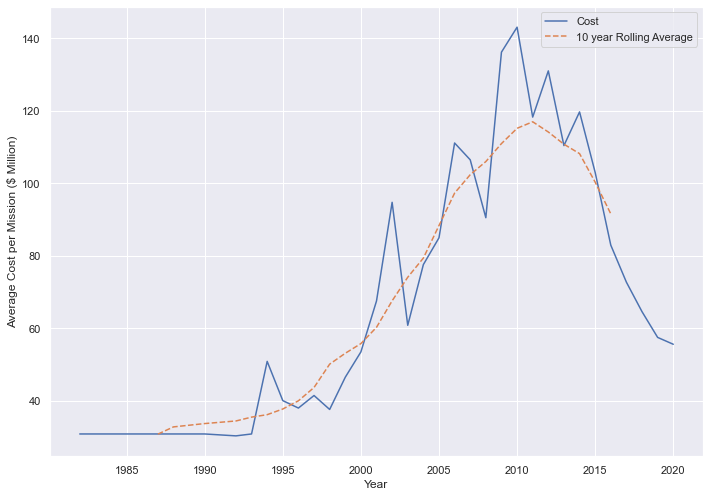 Cost
10 year Rolling Average
Average Cost per Mission ($ Million)
140
120
100
80
60
40
1985 1990 1995 2000 2005 2010 2015 2020
Year